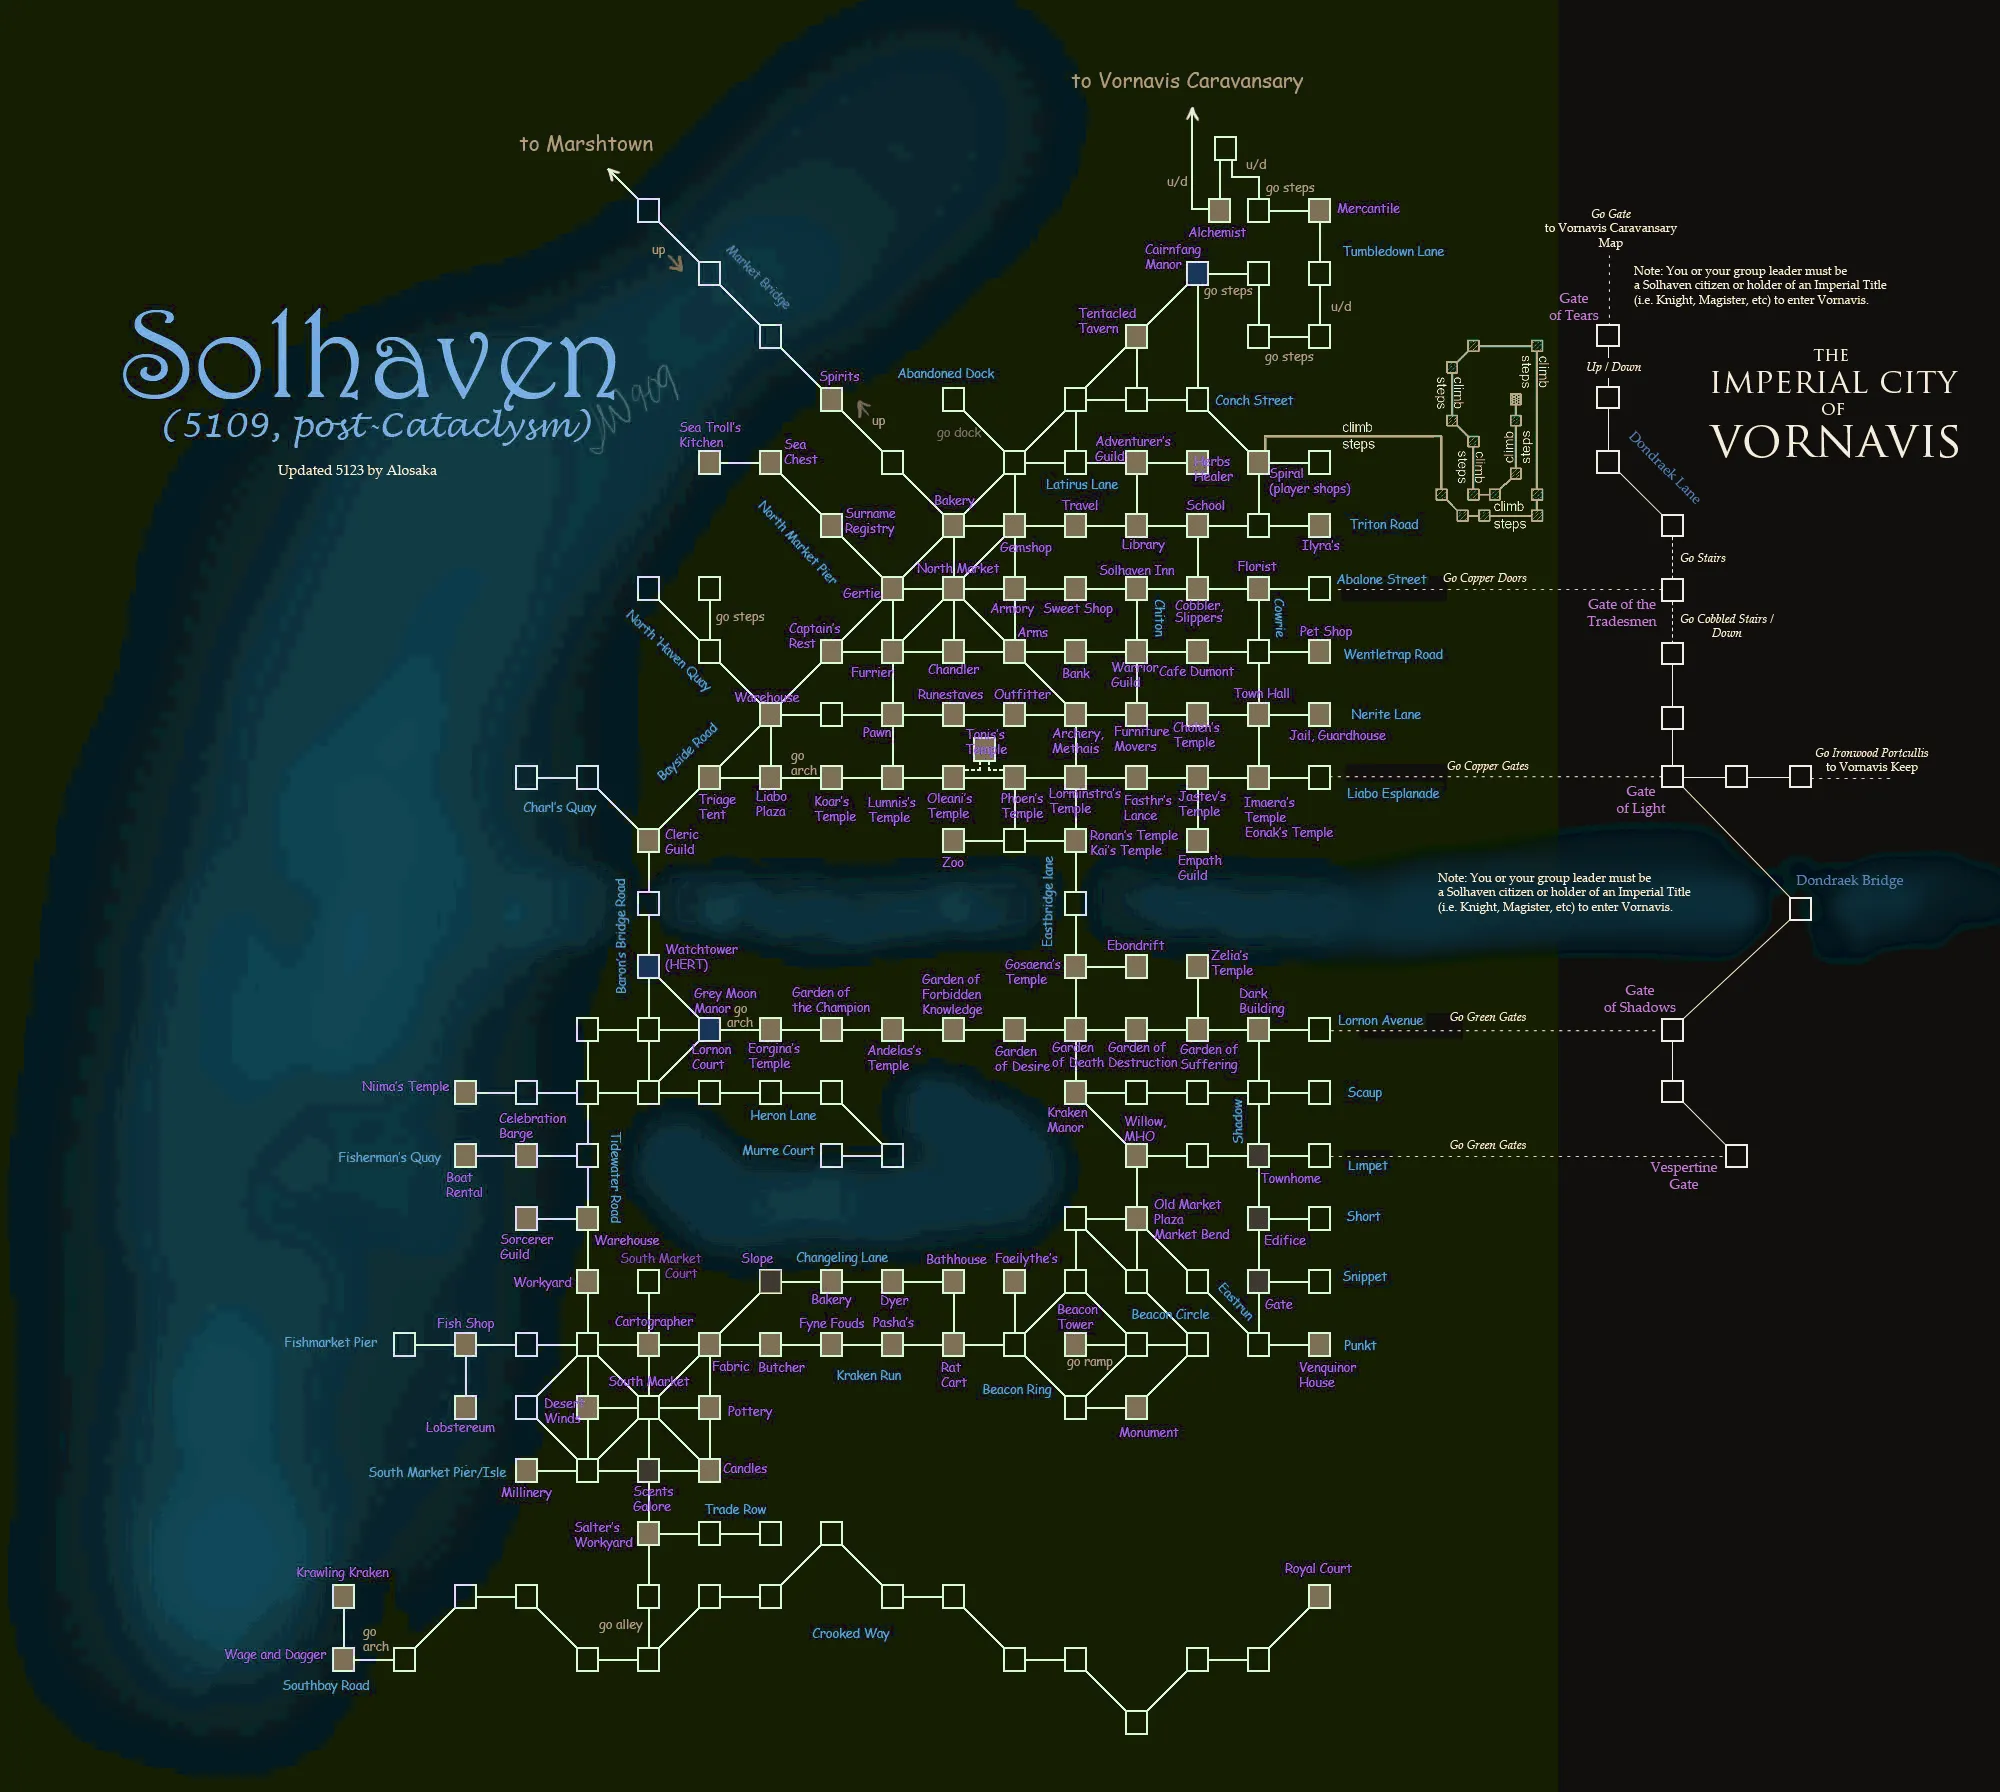 to Vornavis Caravansary
to Marshtown
u/d
u/d
go steps
Mercantile
Alchemist
Cairnfang
Manor
Tumbledown Lane
go steps
u/d
go steps
up
Market Bridge
Tentacled
Tavern
Solhaven
(5109, post-Cataclysm)
JW909
Updated 5123 by Alosaka
Spirits
up
Abandoned Dock
go dock
Conch Street
climb
steps
climb
steps
climb
steps
climb
steps
climb
steps
climb
steps
Sea Troll's
Kitchen
Sea
Chest
Adventurer's
Guild
Herbs
Healer
Spiral
(player shops)
Latirus Lane
North Market Pier
Surname
Registry
Bakery
Travel
School
Gemshop
Library
Ilyra's
Triton Road
Gertie
North Market
Solhaven Inn
Florist
Abalone Street
Go Copper Doors
Armory
Sweet Shop
Chiton
Cobbler,
Slippers
Cowrie
North 'Haven Quay
go steps
Captain's
Rest
Arms
Pet Shop
Furrier
Chandler
Bank
Warrior
Guild
Cafe Dumont
Wentletrap Road
Warehouse
Runestaves
Outfitter
Town Hall
Nerite Lane
Pawn
Tonis's
Temple
Archery,
Methais
Furniture
Movers
Cholen's
Temple
Jail, Guardhouse
Bayside Road
go
arch
Go Copper Gates
Charl's Quay
Triage
Tent
Liabo
Plaza
Koar's
Temple
Lumnis's
Temple
Oleani's
Temple
Phoen's
Temple
Lorminstra's
Temple
Fasthr's
Lance
Jastev's
Temple
Imaera's
Temple
Eonak's Temple
Liabo Esplanade
Cleric
Guild
Zoo
Ronan's Temple
Kai's Temple
Empath
Guild
Baron's Bridge Road
Eastbridge lane
Note: You or your group leader must be
a Solhaven citizen or holder of an Imperial Title
(i.e. Knight, Magister, etc) to enter Vornavis.
Watchtower
(HERT)
Gosaena's
Temple
Ebondrift
Zelia's
Temple
Grey Moon
Manor
go
arch
Garden of
the Champion
Garden of
Forbidden
Knowledge
Dark
Building
Lornon Avenue
Go Green Gates
Lornon
Court
Eorgina's
Temple
Andelas's
Temple
Garden
of Desire
Garden
of Death
Garden of
Destruction
Garden of
Suffering
Niima's Temple
Celebration
Barge
Heron Lane
Kraken
Manor
Willow,
MHO
Shadow
Scaup
Fisherman's Quay
Boat
Rental
Tidewater Road
Murre Court
Townhome
Limpet
Go Green Gates
Sorcerer
Guild
Warehouse
Old Market
Plaza
Market Bend
Edifice
Short
Workyard
South Market
Court
Slope
Changeling Lane
Bathhouse
Faeilythe's
Bakery
Dyer
Eastrun
Gate
Snippet
Fishmarket Pier
Fish Shop
Cartographer
Fabric
Butcher
Fyne Fouds
Pasha's
Kraken Run
Rat
Cart
Beacon
Tower
go ramp
Beacon Circle
Beacon Ring
Punkt
Venquinor
House
Lobstereum
Desert
Winds
South Market
Pottery
Monument
South Market Pier/Isle
Millinery
Scents
Galore
Candles
Trade Row
Salter's
Workyard
Krawling Kraken
go
arch
Wage and Dagger
Southbay Road
go alley
Crooked Way
Royal Court
Go Gate
to Vornavis Caravansary
Map
Note: You or your group leader must be
a Solhaven citizen or holder of an Imperial Title
(i.e. Knight, Magister, etc) to enter Vornavis.
Gate
of Tears
THE
IMPERIAL CITY
OF
VORNAVIS
Up / Down
Dondraek Lane
Go Stairs
Gate of the
Tradesmen
Go Cobbled Stairs /
Down
Go Ironwood Portcullis
to Vornavis Keep
Gate
of Light
Dondraek Bridge
Gate
of Shadows
Vespertine
Gate